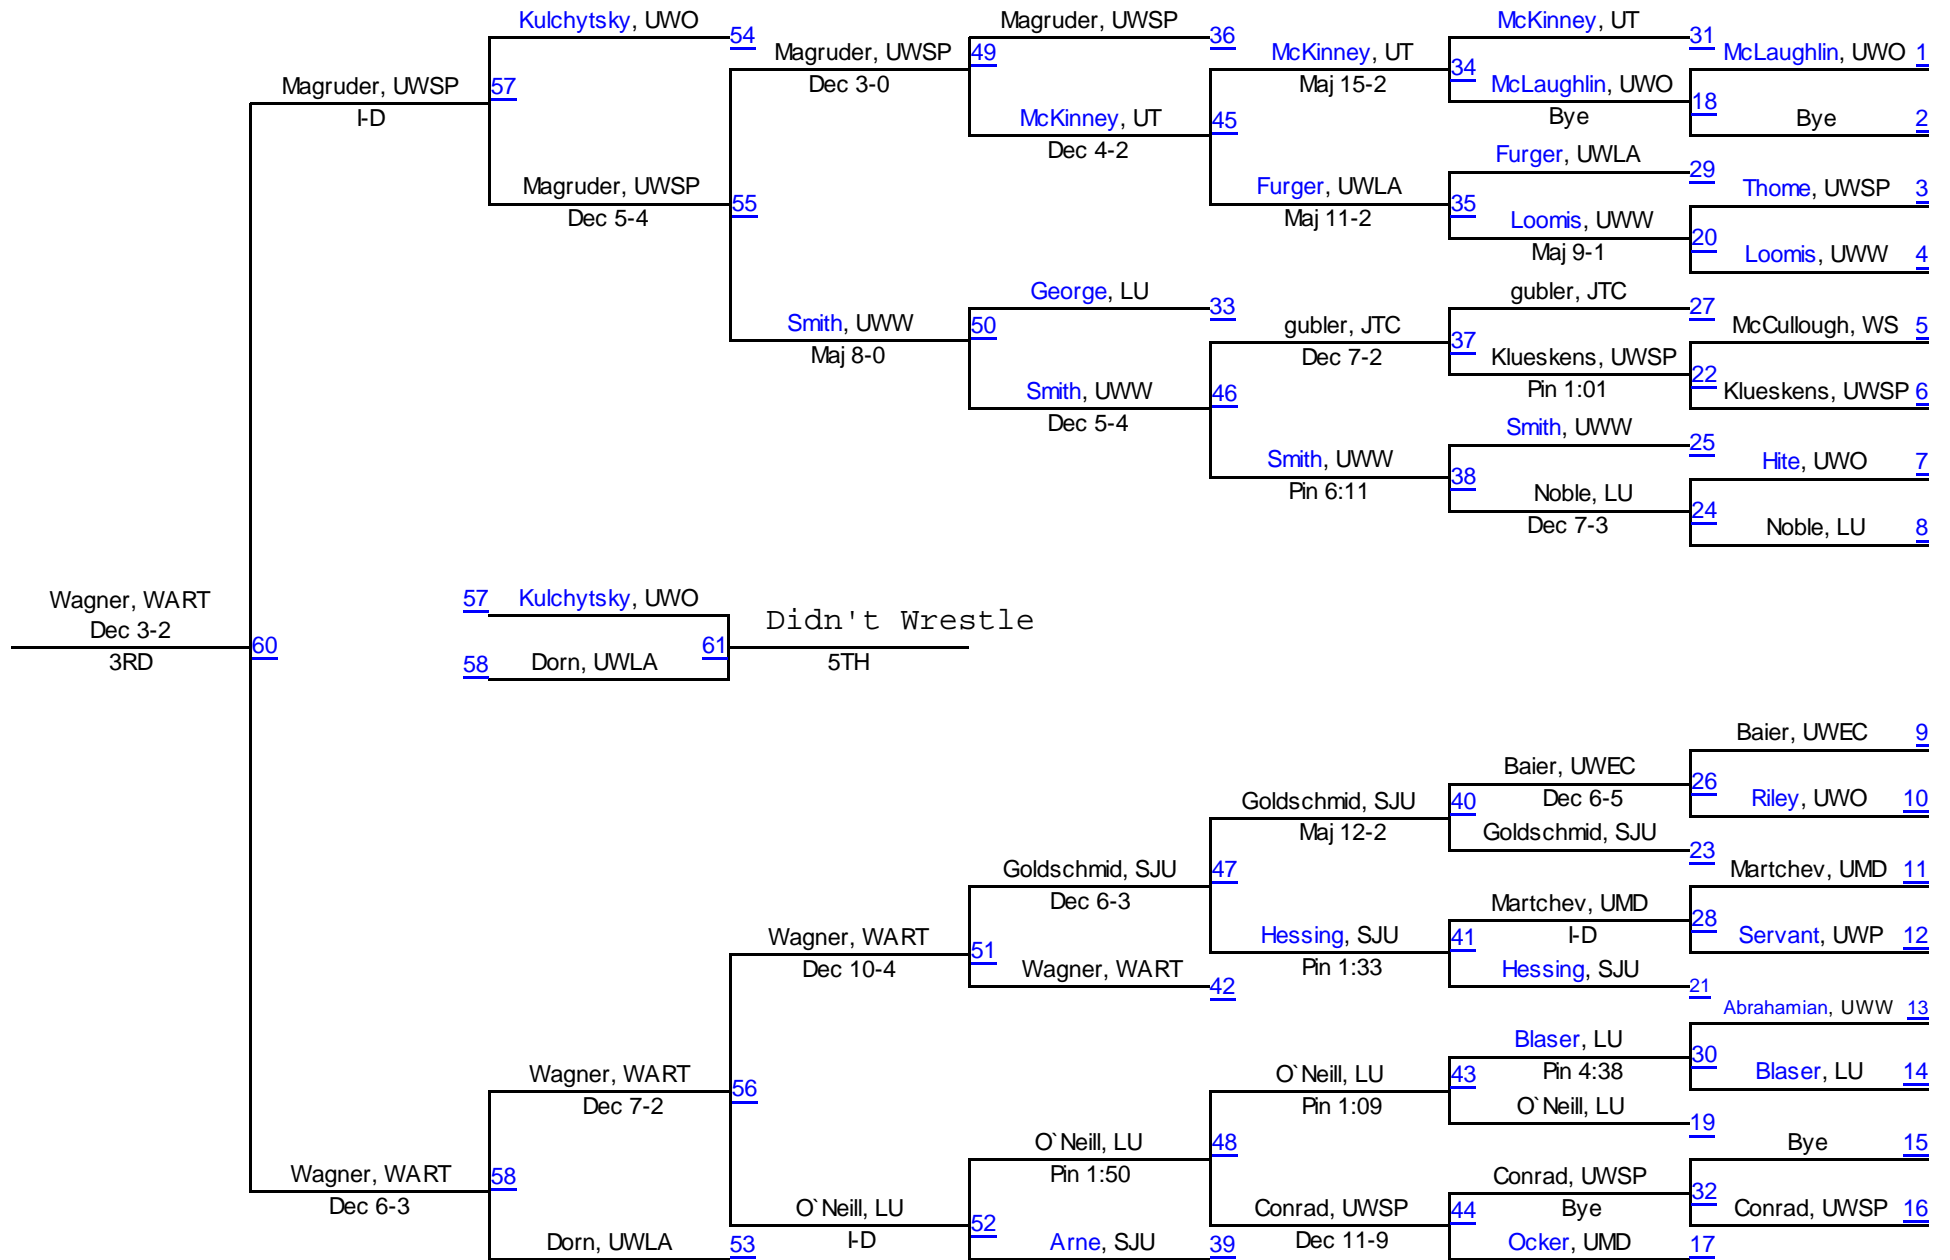 Kulchytsky, UWO
54
Magruder, UWSP
36
McKinney, UT
31
Magruder, UWSP
Dec 3-0
49
McKinney, UT
Maj 15-2
34
McLaughlin, UWO 1
Magruder, UWSP
I-D
57
McLaughlin, UWO
Bye
18
Bye 2
McKinney, UT
Dec 4-2
45
Furger, UWLA
29
Magruder, UWSP
Dec 5-4
55
Furger, UWLA
Maj 11-2
35
Thome, UWSP 3
Loomis, UWW
Maj 9-1
20
Loomis, UWW 4
George, LU
33
gubler, JTC
27
Smith, UWW
Maj 8-0
50
gubler, JTC
Dec 7-2
37
McCullough, WS 5
Klueskens, UWSP
Pin 1:01
22
Klueskens, UWSP 6
Smith, UWW
Dec 5-4
46
Smith, UWW
25
Smith, UWW
Pin 6:11
38
Hite, UWO 7
Noble, LU
Dec 7-3
24
Noble, LU 8
Wagner, WART
Dec 3-2
3RD
60
57 Kulchytsky, UWO
58 Dorn, UWLA
61
Didn't Wrestle
5TH
Baier, UWEC 9
Baier, UWEC
Dec 6-5
26
Riley, UWO 10
Goldschmid, SJU
Maj 12-2
40
Goldschmid, SJU
23
Goldschmid, SJU
Dec 6-3
47
Martchev, UMD 11
Martchev, UMD
I-D
28
Servant, UWP 12
Wagner, WART
Dec 10-4
51
Hessing, SJU
Pin 1:33
41
Wagner, WART
42
Hessing, SJU
21
Abrahamian, UWW 13
Blaser, LU
Pin 4:38
30
Blaser, LU 14
Wagner, WART
Dec 7-2
56
O`Neill, LU
Pin 1:09
43
O`Neill, LU
19
O`Neill, LU
Pin 1:50
48
Bye 15
Wagner, WART
Dec 6-3
58
Conrad, UWSP
Bye
32
Conrad, UWSP 16
O`Neill, LU
I-D
52
Conrad, UWSP
Dec 11-9
44
Dorn, UWLA
53
Arne, SJU
39
Ocker, UMD
17